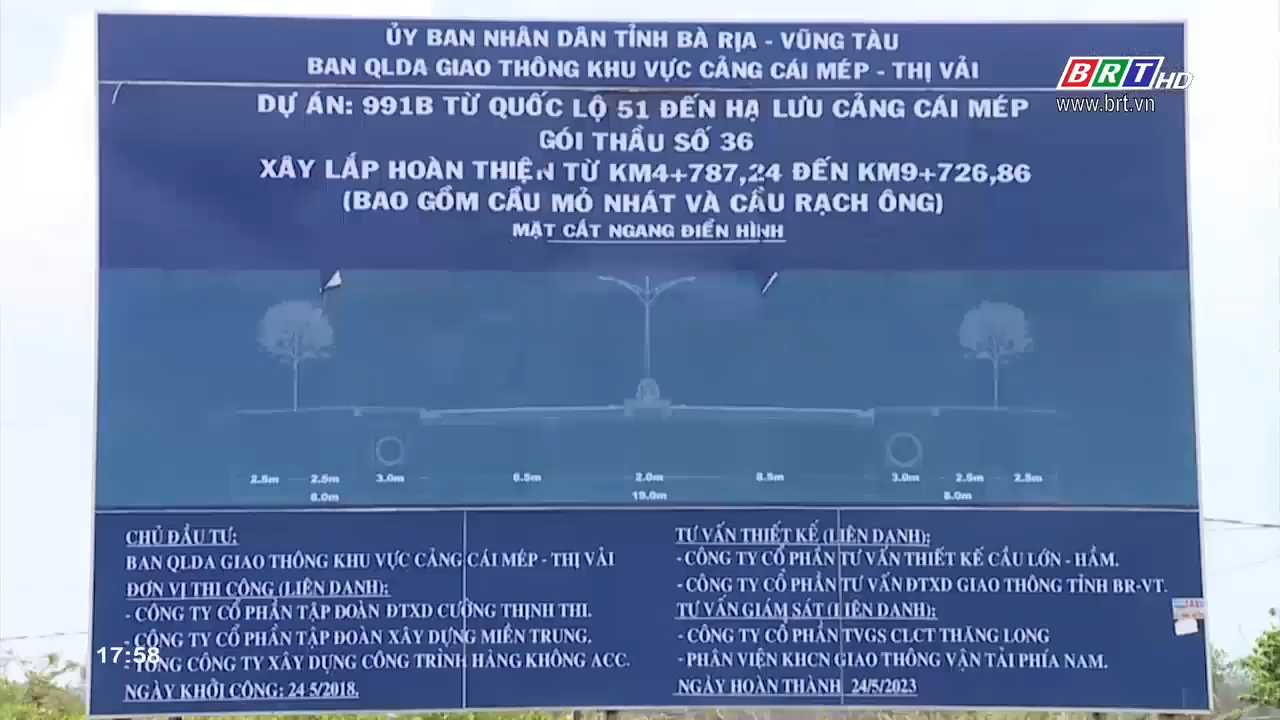 ỦY BAN NHÂN DÂN TỈNH BÀ RỊA - VŨNG TÀU
BAN QLDA GIAO THÔNG KHU VỰC CẢNG CÁI MÉP - THỊ VẢI
BRT HD
www.brt.vn
DỰ ÁN: 991B TỪ QUỐC LỘ 51 ĐẾN HẠ LƯU CẢNG CÁI MÉP
GÓI THẦU SỐ 36
XÂY LẮP HOÀN THIỆN TỪ KM4+787,24 ĐẾN KM9+726,86
(BAO GỒM CẦU MỎ NHÁT VÀ CẦU RẠCH ÔNG)
MẶT CẮT NGANG ĐIỂN HÌNH
2.5m 2.5m 3.0m 8.5m 2.0m 8.5m 3.0m 2.5m 2.5m
8.0m 19.0m 8.0m
CHỦ ĐẦU TƯ:
BAN QLDA GIAO THÔNG KHU VỰC CẢNG CÁI MÉP - THỊ VẢI
ĐƠN VỊ THI CÔNG (LIÊN DANH):
- CÔNG TY CỔ PHẦN TẬP ĐOÀN ĐTXD CƯỜNG THỊNH THI.
- CÔNG TY CỔ PHẦN TẬP ĐOÀN XÂY DỰNG MIỀN TRUNG.
- TỔNG CÔNG TY XÂY DỰNG CÔNG TRÌNH HÀNG KHÔNG ACC.
NGÀY KHỞI CÔNG: 24 5/2018.
TƯ VẤN THIẾT KẾ (LIÊN DANH):
- CÔNG TY CỔ PHẦN TƯ VẤN THIẾT KẾ CẦU LỚN - HẦM.
- CÔNG TY CỔ PHẦN TƯ VẤN ĐTXD GIAO THÔNG TỈNH BR-VT.
TƯ VẤN GIÁM SÁT (LIÊN DANH):
- CÔNG TY CỔ PHẦN TVGS CLCT THĂNG LONG
- PHÂN VIỆN KHCN GIAO THÔNG VẬN TẢI PHÍA NAM.
NGÀY HOÀN THÀNH 24/5/2023
17:58